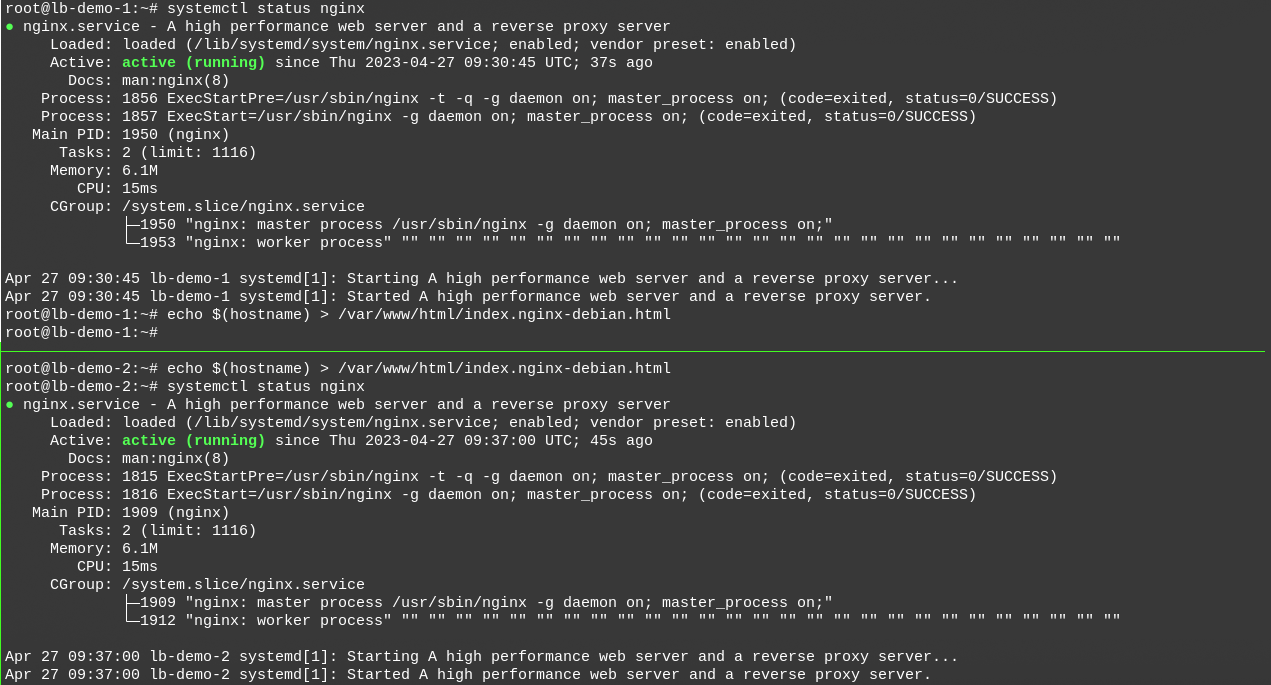 root@lb-demo-1:~# systemctl status nginx
● nginx.service - A high performance web server and a reverse proxy server
     Loaded: loaded (/lib/systemd/system/nginx.service; enabled; vendor preset: enabled)
     Active: active (running) since Thu 2023-04-27 09:30:45 UTC; 37s ago
       Docs: man:nginx(8)
    Process: 1856 ExecStartPre=/usr/sbin/nginx -t -q -g daemon on; master_process on; (code=exited, status=0/SUCCESS)
    Process: 1857 ExecStart=/usr/sbin/nginx -g daemon on; master_process on; (code=exited, status=0/SUCCESS)
   Main PID: 1950 (nginx)
      Tasks: 2 (limit: 1116)
     Memory: 6.1M
        CPU: 15ms
     CGroup: /system.slice/nginx.service
             ├─1950 "nginx: master process /usr/sbin/nginx -g daemon on; master_process on;"
             └─1953 "nginx: worker process" "" "" "" "" "" "" "" "" "" "" "" "" "" "" "" "" "" "" "" "" "" "" "" "" "" "" ""

Apr 27 09:30:45 lb-demo-1 systemd[1]: Starting A high performance web server and a reverse proxy server...
Apr 27 09:30:45 lb-demo-1 systemd[1]: Started A high performance web server and a reverse proxy server.
root@lb-demo-1:~# echo $(hostname) > /var/www/html/index.nginx-debian.html
root@lb-demo-1:~#
root@lb-demo-2:~# echo $(hostname) > /var/www/html/index.nginx-debian.html
root@lb-demo-2:~# systemctl status nginx
● nginx.service - A high performance web server and a reverse proxy server
     Loaded: loaded (/lib/systemd/system/nginx.service; enabled; vendor preset: enabled)
     Active: active (running) since Thu 2023-04-27 09:37:00 UTC; 45s ago
       Docs: man:nginx(8)
    Process: 1815 ExecStartPre=/usr/sbin/nginx -t -q -g daemon on; master_process on; (code=exited, status=0/SUCCESS)
    Process: 1816 ExecStart=/usr/sbin/nginx -g daemon on; master_process on; (code=exited, status=0/SUCCESS)
   Main PID: 1909 (nginx)
      Tasks: 2 (limit: 1116)
     Memory: 6.1M
        CPU: 15ms
     CGroup: /system.slice/nginx.service
             ├─1909 "nginx: master process /usr/sbin/nginx -g daemon on; master_process on;"
             └─1912 "nginx: worker process" "" "" "" "" "" "" "" "" "" "" "" "" "" "" "" "" "" "" "" "" "" "" "" "" "" "" ""

Apr 27 09:37:00 lb-demo-2 systemd[1]: Starting A high performance web server and a reverse proxy server...
Apr 27 09:37:00 lb-demo-2 systemd[1]: Started A high performance web server and a reverse proxy server.